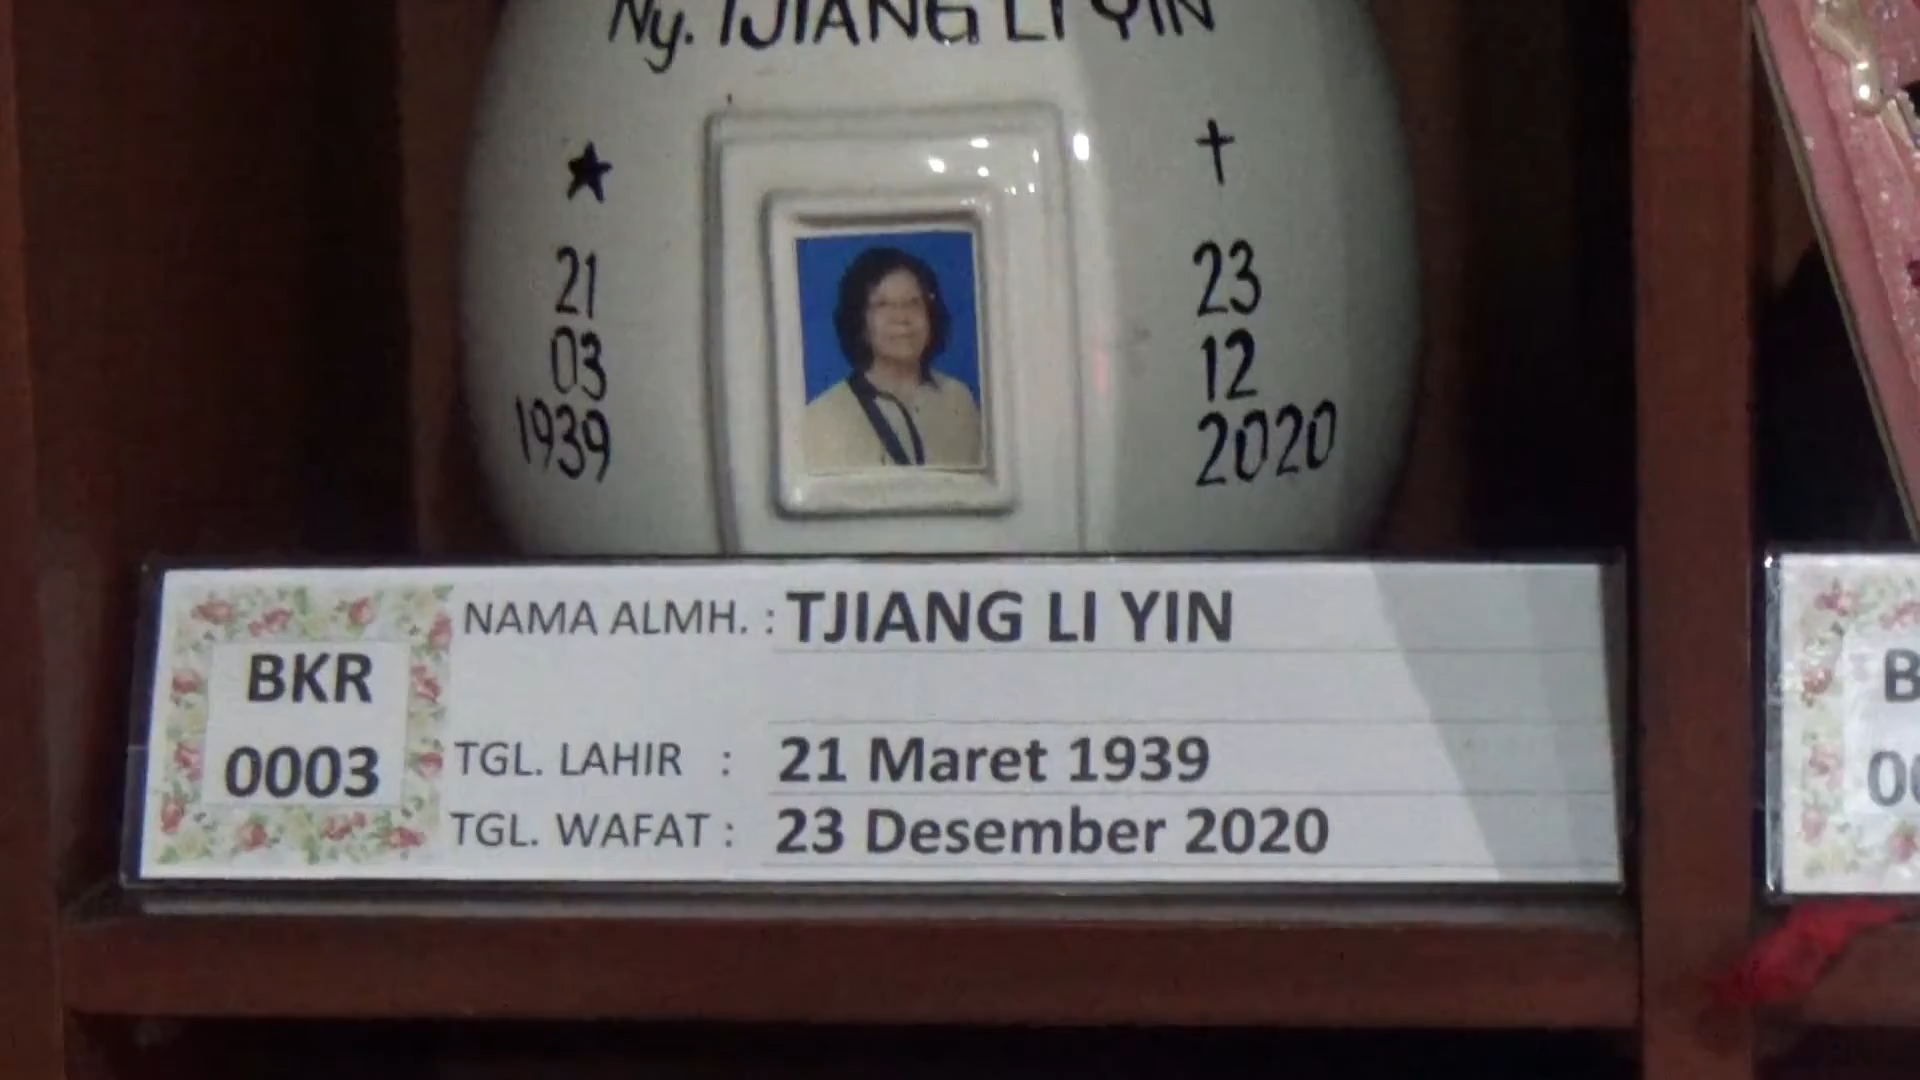 Ny. TJIANG LI YIN
21
03
1939
23
12
2020
BKR
0003
NAMA ALMH. : TJIANG LI YIN
TGL. LAHIR : 21 Maret 1939
TGL. WAFAT : 23 Desember 2020